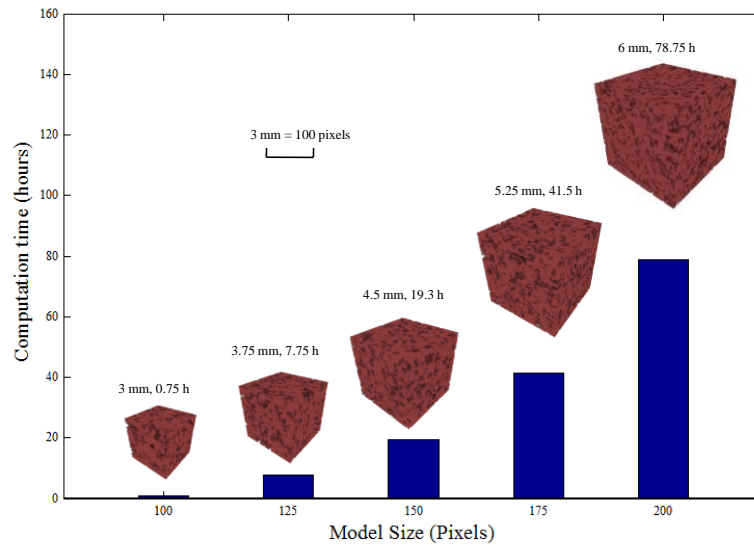 160
140
120
100
80
60
40
20
0
Computation time (hours)
6 mm, 78.75 h
3 mm = 100 pixels
5.25 mm, 41.5 h
4.5 mm, 19.3 h
3.75 mm, 7.75 h
3 mm, 0.75 h
100 125 150 175 200
Model Size (Pixels)